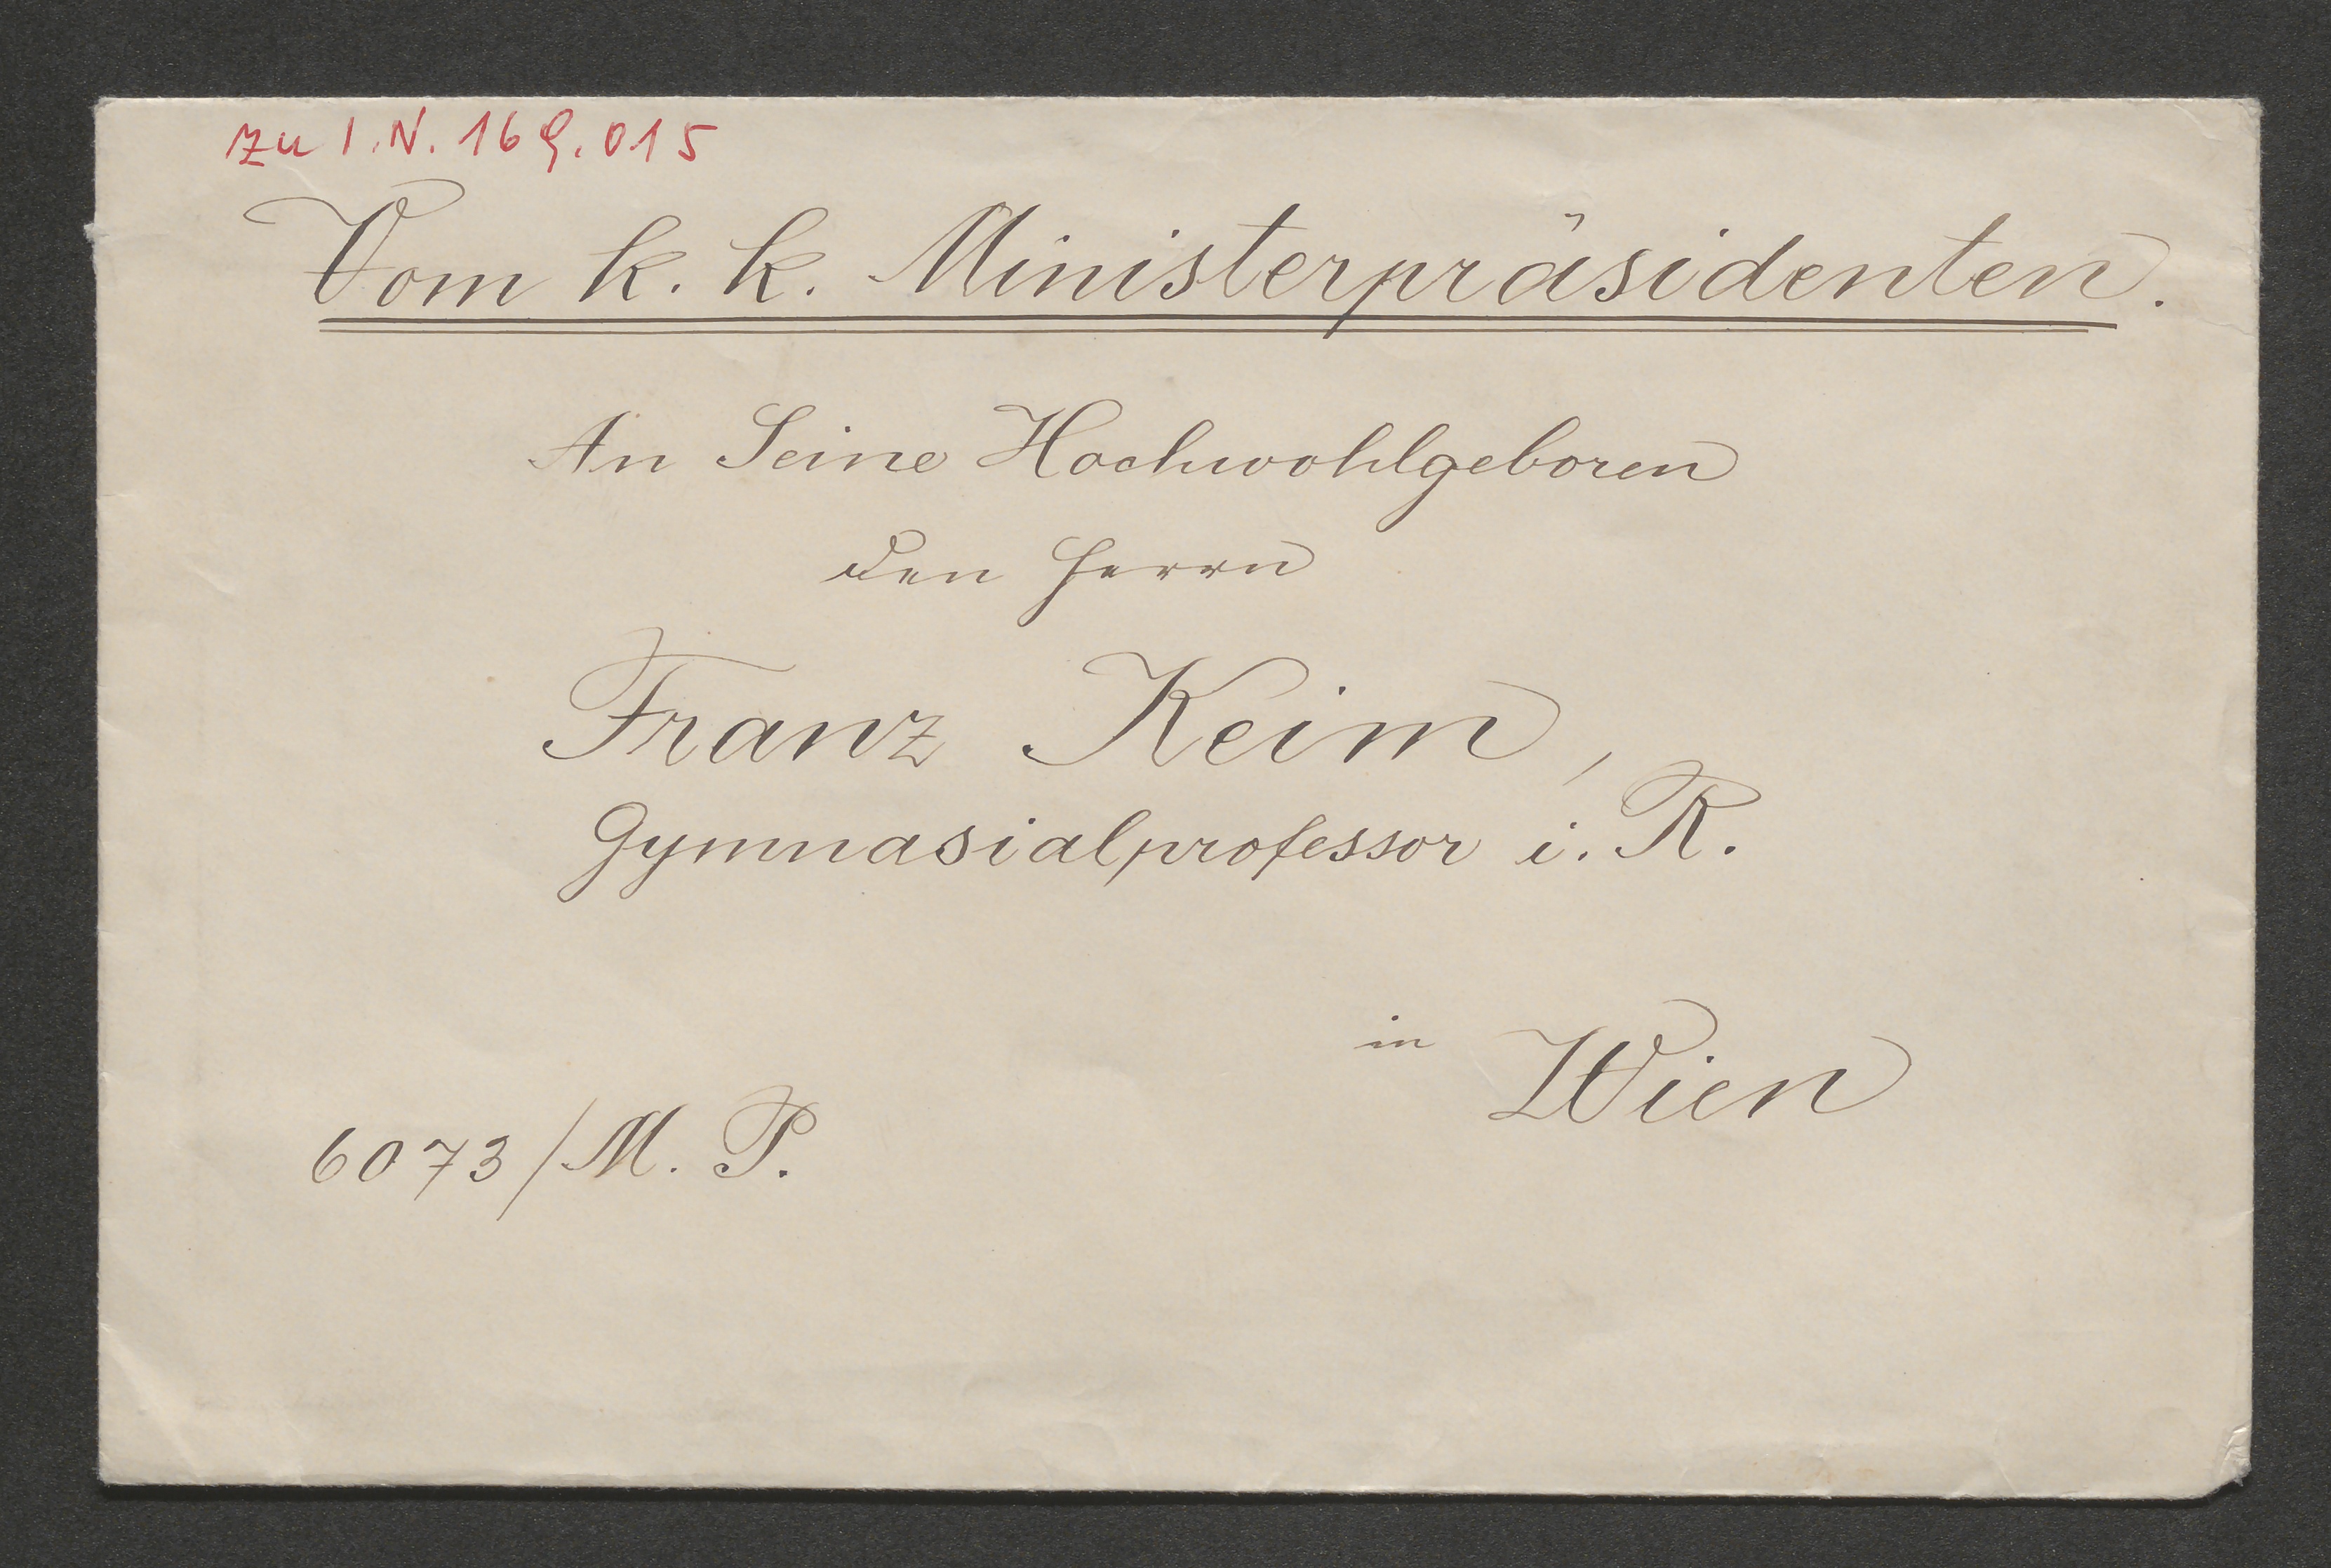 zu I.N. 169.015
Vom k. k. Ministerpräsidenten.
An Seine Hochwohlgeboren
den Herrn
Franz Keim,
Gymnasialprofessor i. R.
in Wien
6073/M. P.